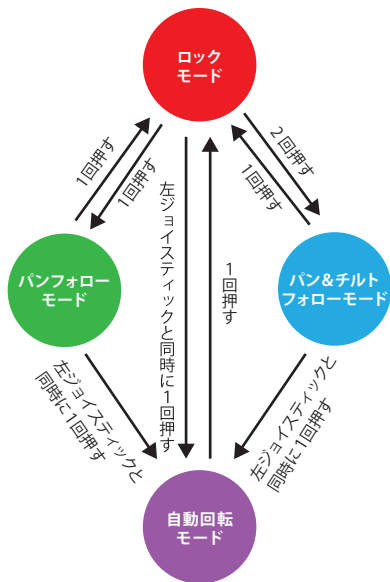 ロック
モード
1回押す
1回押す
2回押す
1回押す
左ジョイスティックと同時に1回押す
1回押す
パンフォロー
モード
パン&チルト
フォローモード
左ジョイスティックと
同時に1回押す
左ジョイスティックと
同時に1回押す
自動回転
モード